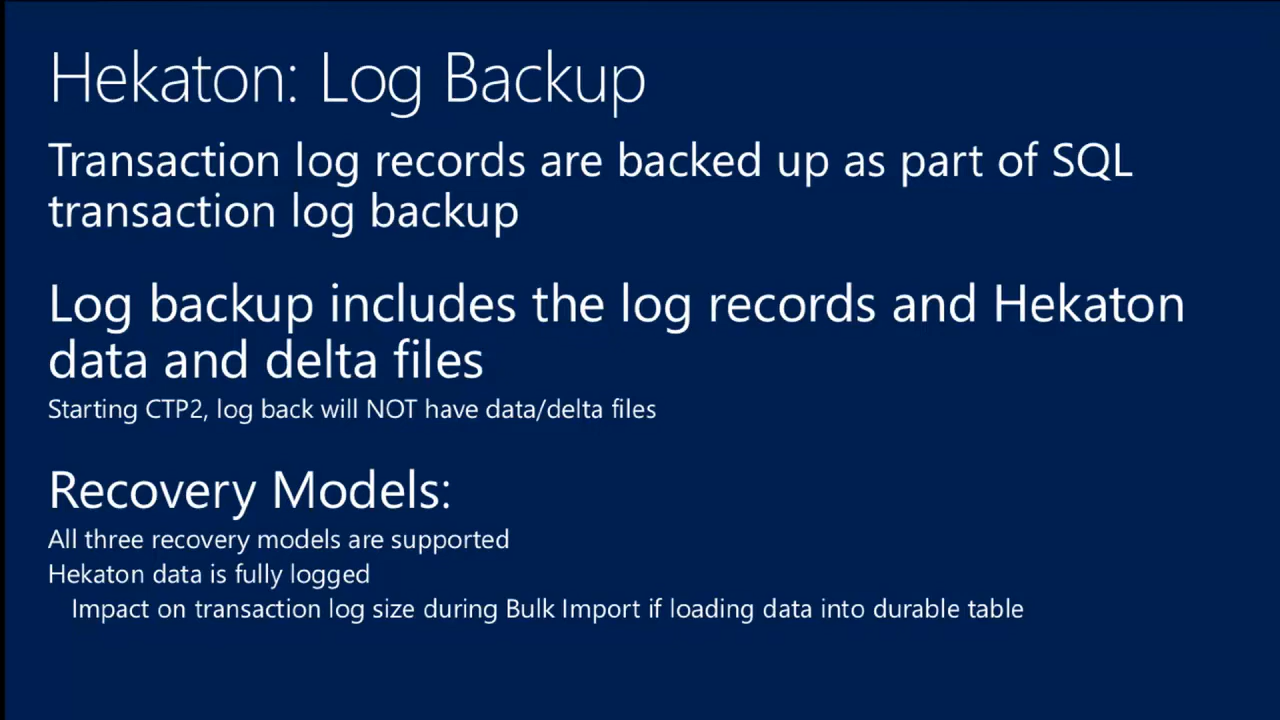 Hekaton: Log Backup
Transaction log records are backed up as part of SQL
transaction log backup
Log backup includes the log records and Hekaton
data and delta files
Starting CTP2, log back will NOT have data/delta files
Recovery Models:
All three recovery models are supported
Hekaton data is fully logged
Impact on transaction log size during Bulk Import if loading data into durable table